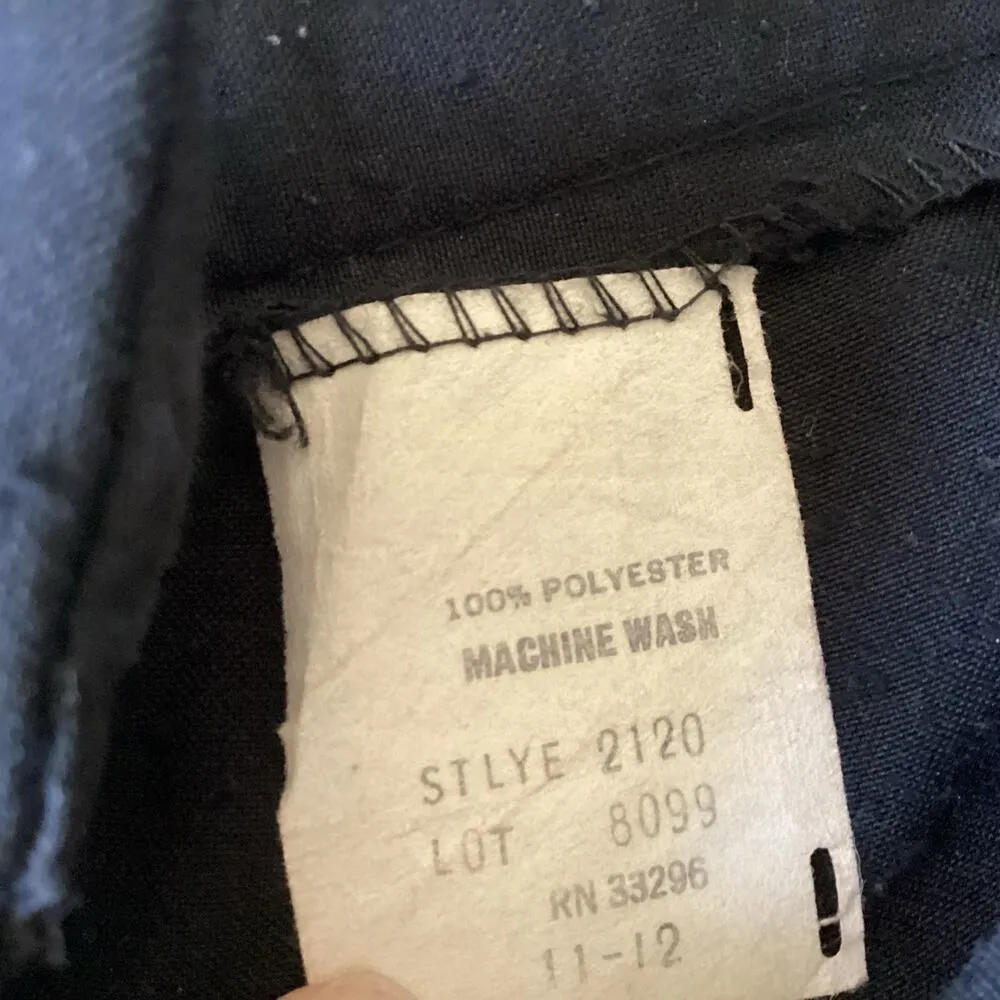 100% POLYESTER
MACHINE WASH
STLYE 2120
LOT 8099
RN 33296
11-12